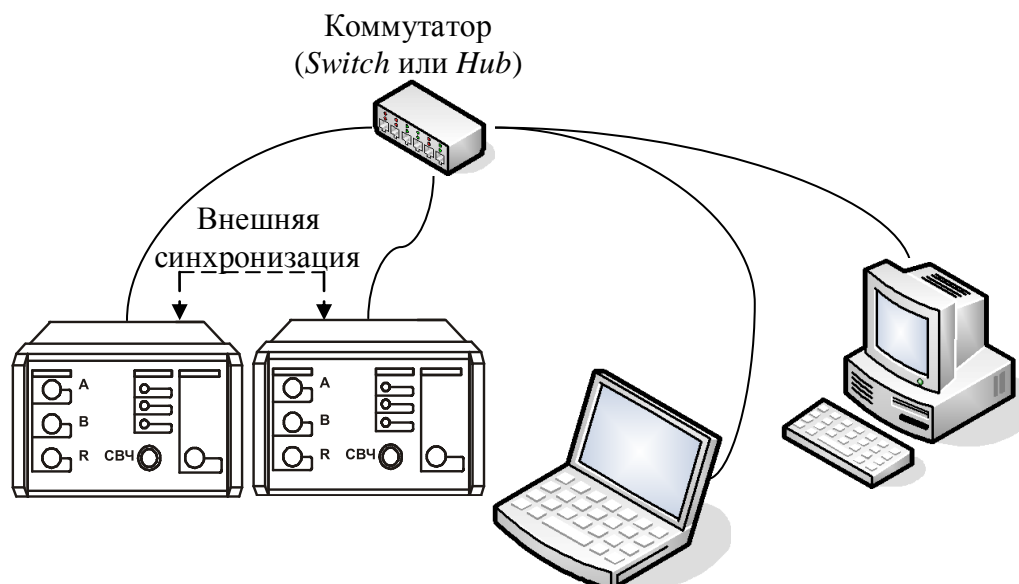 Коммутатор
(Switch или Hub)
Внешняя
синхронизация
A
B
R СВЧ
A
B
R СВЧ